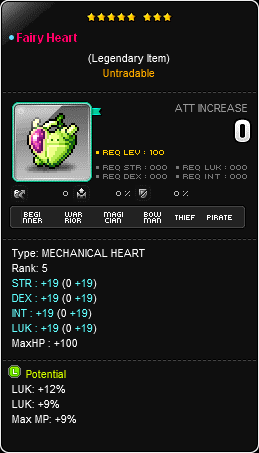 Fairy Heart
(Legendary Item)
Untradable
ATT INCREASE
0
REQ LEV : 100
REQ STR : 000 REQ LUK : 000
REQ DEX : 000 REQ INT : 000
0 0 % 0 %
BEGINNER WARRIOR MAGICIAN BOWMAN THIEF PIRATE
Type: MECHANICAL HEART
Rank: 5
STR : +19 (0 +19)
DEX : +19 (0 +19)
INT : +19 (0 +19)
LUK : +19 (0 +19)
MaxHP : +100
L Potential
LUK: +12%
LUK: +9%
Max MP: +9%